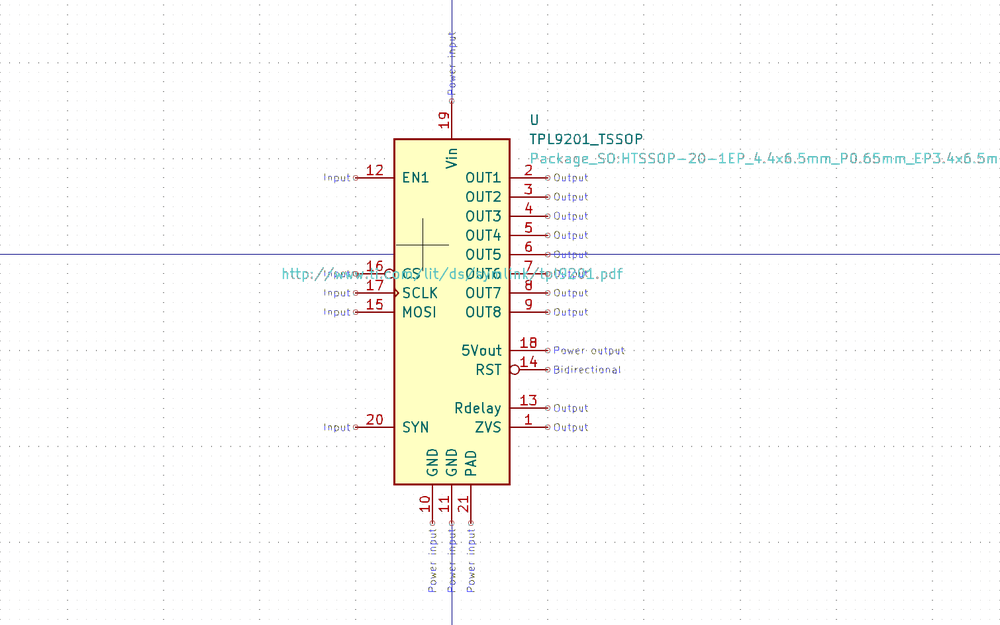 Power input
19
U
TPL9201_TSSOP
Package_SO:HTSSOP-20-1EP_4.4x6.5mm_P0.65mm_EP3.4x6.5m
Vin
Input 12 EN1 OUT1 2 Output
OUT2 3 Output
OUT3 4 Output
OUT4 5 Output
OUT5 6 Output
Input 16 CS OUT6 7 Output
http://www.ti.com/lit/ds/symlink/tpl9201.pdf
Input 17 SCLK OUT7 8 Output
Input 15 MOSI OUT8 9 Output
5Vout 18 Power output
RST 14 Bidirectional
Rdelay 13 Output
Input 20 SYN ZVS 1 Output
GND GND PAD
10 11 21
Power input Power input Power input